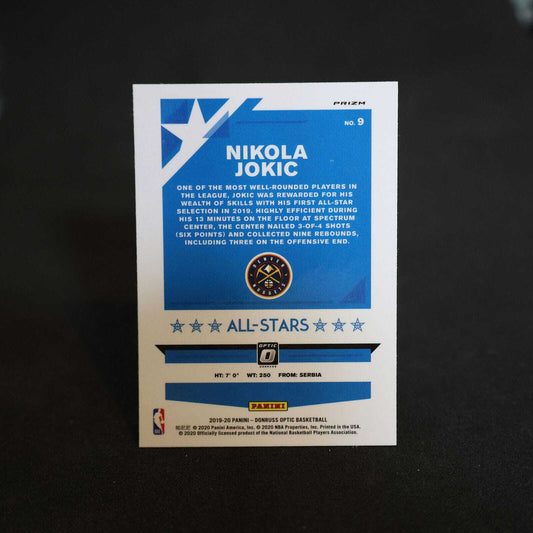 PRIZM
NO. 9
NIKOLA
JOKIC
ONE OF THE MOST WELL-ROUNDED PLAYERS IN
THE LEAGUE, JOKIC WAS REWARDED FOR HIS
WEALTH OF SKILLS WITH HIS FIRST ALL-STAR
SELECTION IN 2019. HIGHLY EFFICIENT DURING
HIS 13 MINUTES ON THE FLOOR AT SPECTRUM
CENTER, THE CENTER NAILED 3-OF-4 SHOTS
(SIX POINTS) AND COLLECTED NINE REBOUNDS,
INCLUDING THREE ON THE OFFENSIVE END.
DENVER
NUGGETS
ALL-STARS
OPTIC
DONRUSS
HT: 7' 0" WT: 250 FROM: SERBIA
PANINI
2019-20 PANINI - DONRUSS OPTIC BASKETBALL
© 2020 Panini America, Inc. © 2020 NBA Properties, Inc. Printed in the USA.
© 2020 Officially licensed product of the National Basketball Players Association.